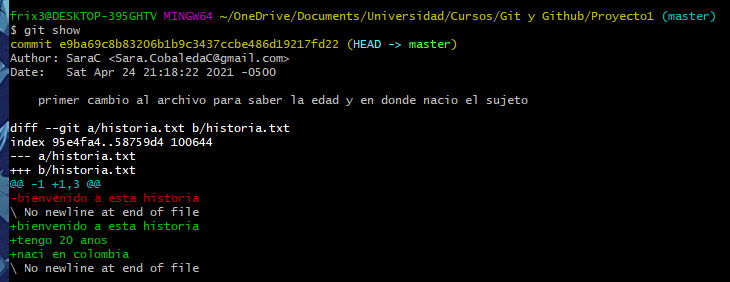 frix3@DESKTOP-395GHTV MINGW64 ~/OneDrive/Documents/Universidad/Cursos/Git y Github/Proyecto1 (master)
$ git show
commit e9ba69c8b83206b1b9c3437ccbe486d19217fd22 (HEAD -> master)
Author: SaraC <Sara.CobaledaC@gmail.com>
Date:   Sat Apr 24 21:18:22 2021 -0500

    primer cambio al archivo para saber la edad y en donde nacio el sujeto

diff --git a/historia.txt b/historia.txt
index 95e4fa4..58759d4 100644
--- a/historia.txt
+++ b/historia.txt
@@ -1 +1,3 @@
-bienvenido a esta historia
\ No newline at end of file
+bienvenido a esta historia
+tengo 20 anos
+naci en colombia
\ No newline at end of file